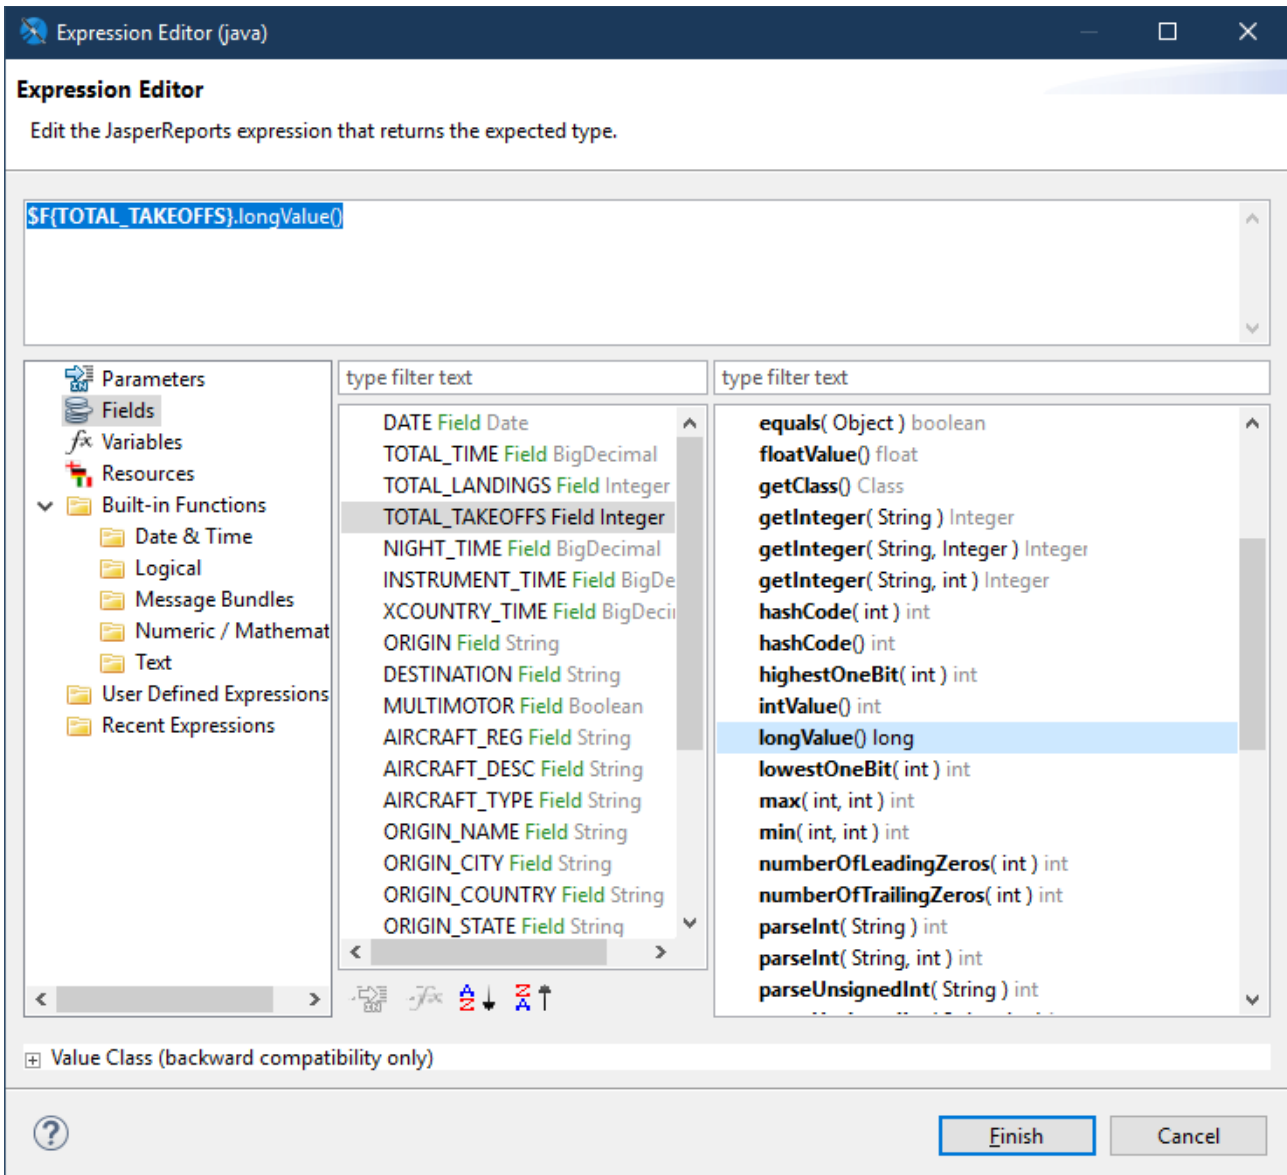 Expression Editor (java)
Expression Editor
Edit the JasperReports expression that returns the expected type.
$F{TOTAL_TAKEOFFS}.longValue()
Parameters
Fields
fx Variables
Resources
Built-in Functions
Date & Time
Logical
Message Bundles
Numeric / Mathemat
Text
User Defined Expressions
Recent Expressions
type filter text
DATE Field Date
TOTAL_TIME Field BigDecimal
TOTAL_LANDINGS Field Integer
TOTAL_TAKEOFFS Field Integer
NIGHT_TIME Field BigDecimal
INSTRUMENT_TIME Field BigDe
XCOUNTRY_TIME Field BigDecir
ORIGIN Field String
DESTINATION Field String
MULTIMOTOR Field Boolean
AIRCRAFT_REG Field String
AIRCRAFT_DESC Field String
AIRCRAFT_TYPE Field String
ORIGIN_NAME Field String
ORIGIN_CITY Field String
ORIGIN_COUNTRY Field String
ORIGIN_STATE Field String
type filter text
equals( Object ) boolean
floatValue() float
getClass() Class
getInteger( String ) Integer
getInteger( String, Integer ) Integer
getInteger( String, int ) Integer
hashCode( int ) int
hashCode() int
highestOneBit( int ) int
intValue() int
longValue() long
lowestOneBit( int ) int
max( int, int ) int
min( int, int ) int
numberOfLeadingZeros( int ) int
numberOfTrailingZeros( int ) int
parseInt( String ) int
parseInt( String, int ) int
parseUnsignedInt( String ) int
Value Class (backward compatibility only)
Finish
Cancel